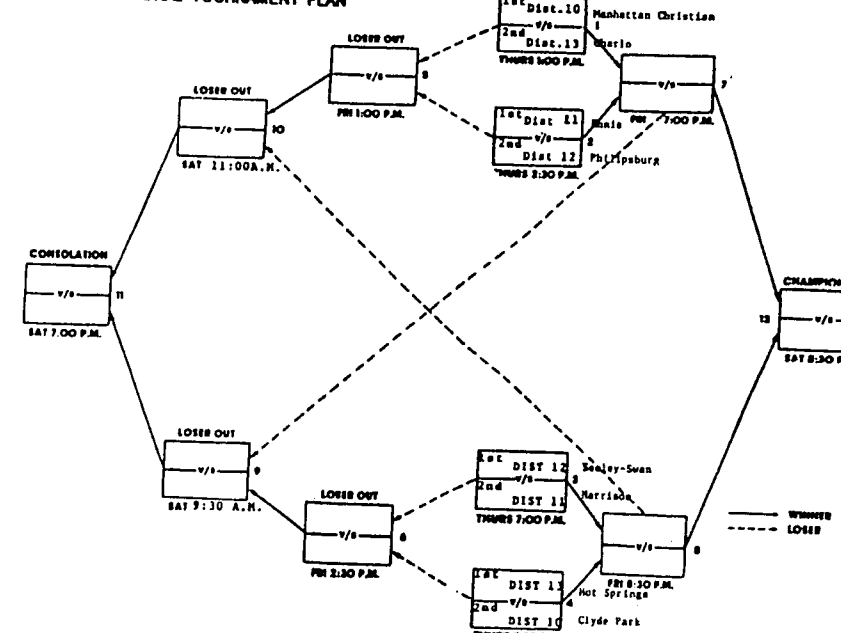 TOURNAMENT PLAN
1st Dist.10
v/s
2nd Dist.13
Manhattan Christian
1
Charlo
THURS 1:00 P.M.
LOSER OUT
v/s
5
FRI 1:00 P.M.
v/s
7
FRI 7:00 P.M.
LOSER OUT
v/s
10
SAT 11:00A.M.
1st Dist 11
v/s
2nd Dist 12
Ennis
2
Philipsburg
THURS 2:30 P.M.
CONSOLATION
v/s
11
SAT 7:00 P.M.
CHAMPION
12
v/s
SAT 8:30 P
LOSER OUT
v/s
9
SAT 9:30 A.M.
1st DIST 12
v/s
2nd DIST 11
Seeley-Swan
3
Harrison
THURS 7:00 P.M.
LOSER OUT
v/s
6
FRI 2:30 P.M.
v/s
8
FRI 8:30 P.M.
WINNER
LOSER
1st DIST 13
v/s
2nd DIST 10
Hot Springs
4
Clyde Park